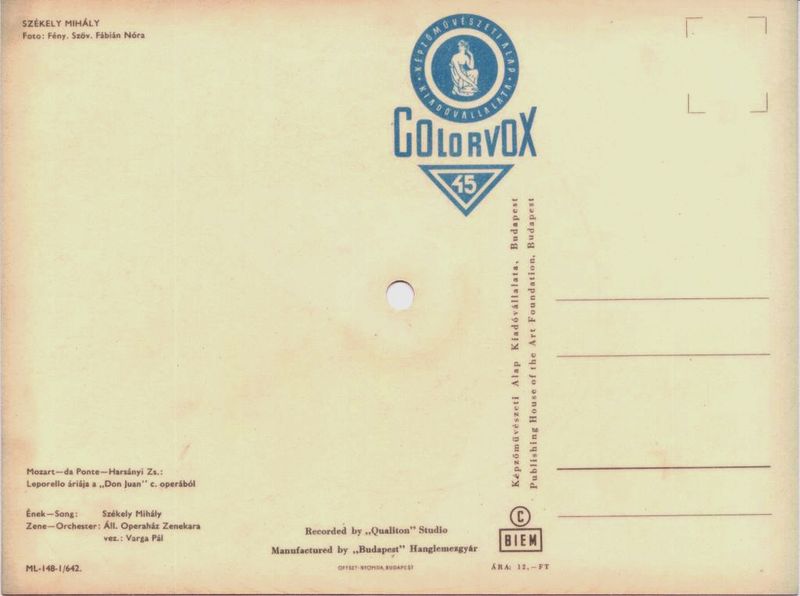 SZÉKELY MIHÁLY
Foto: Fény. Szöv. Fábián Nóra
KÉPZŐMŰVÉSZETI ALAP
KIADÓVÁLLALATA
COLORVOX
45
Képzőművészeti Alap Kiadóvállalata, Budapest
Publishing House of the Art Foundation, Budapest
Mozart—da Ponte—Harsányi Zs.:
Leporello áriája a „Don Juan” c. operából
Ének—Song: Székely Mihály
Zene—Orchester: Áll. Operaház Zenekara
vez.: Varga Pál
ML-148-1/642.
Recorded by „Qualiton” Studio
Manufactured by „Budapest” Hanglemezgyár
OFFSET-NYOMDA, BUDAPEST
C
BIEM
ÁRA: 12,— FT